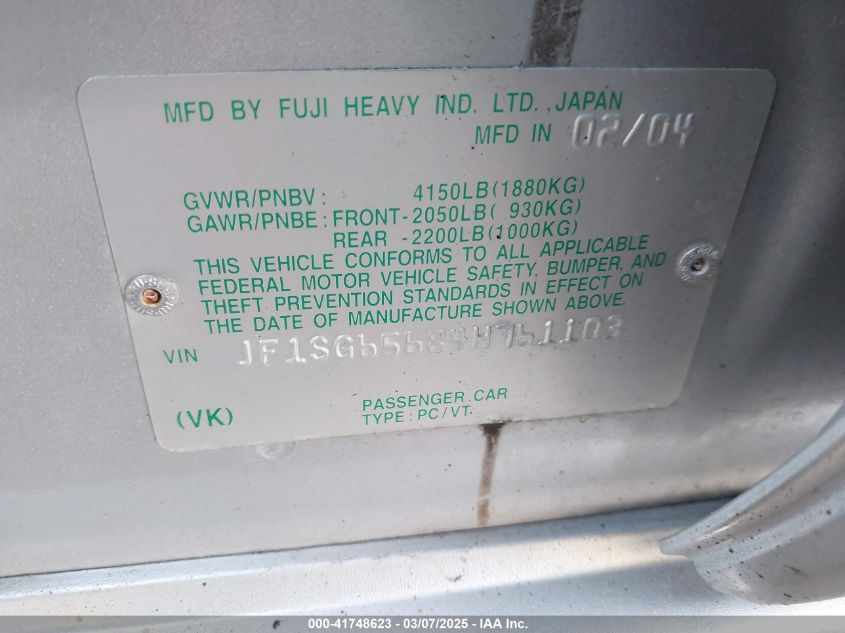 MFD BY FUJI HEAVY IND. LTD. , JAPAN
MFD IN 02/04
GVWR/PNBV : 4150LB(1880KG)
GAWR/PNBE : FRONT-2050LB( 930KG)
REAR -2200LB(1000KG)
THIS VEHICLE CONFORMS TO ALL APPLICABLE
FEDERAL MOTOR VEHICLE SAFETY, BUMPER, AND
THEFT PREVENTION STANDARDS IN EFFECT ON
THE DATE OF MANUFACTURE SHOWN ABOVE.
VIN JF1SG65684H761103
PASSENGER CAR
(VK) TYPE : PC/VT
000-41748623 - 03/07/2025 - IAA Inc.